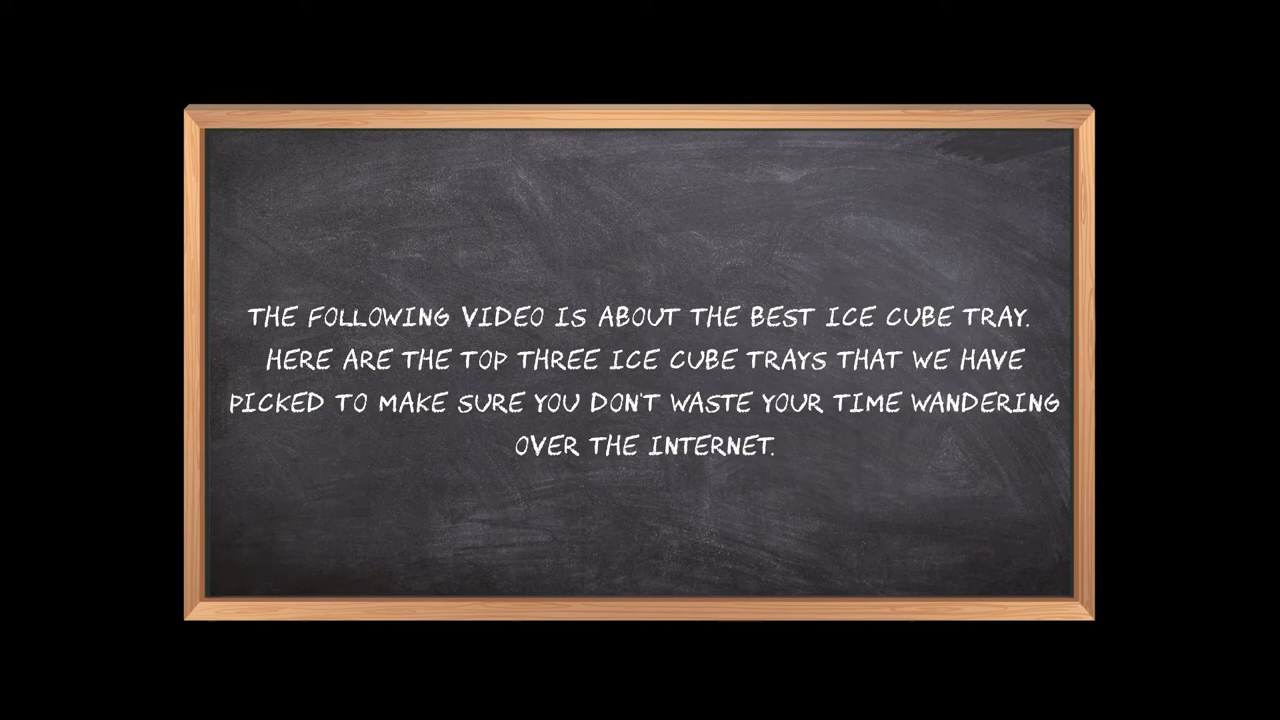 THE FOLLOWING VIDEO IS ABOUT THE BEST ICE CUBE TRAY.
HERE ARE THE TOP THREE ICE CUBE TRAYS THAT WE HAVE
PICKED TO MAKE SURE YOU DON'T WASTE YOUR TIME WANDERING
OVER THE INTERNET.